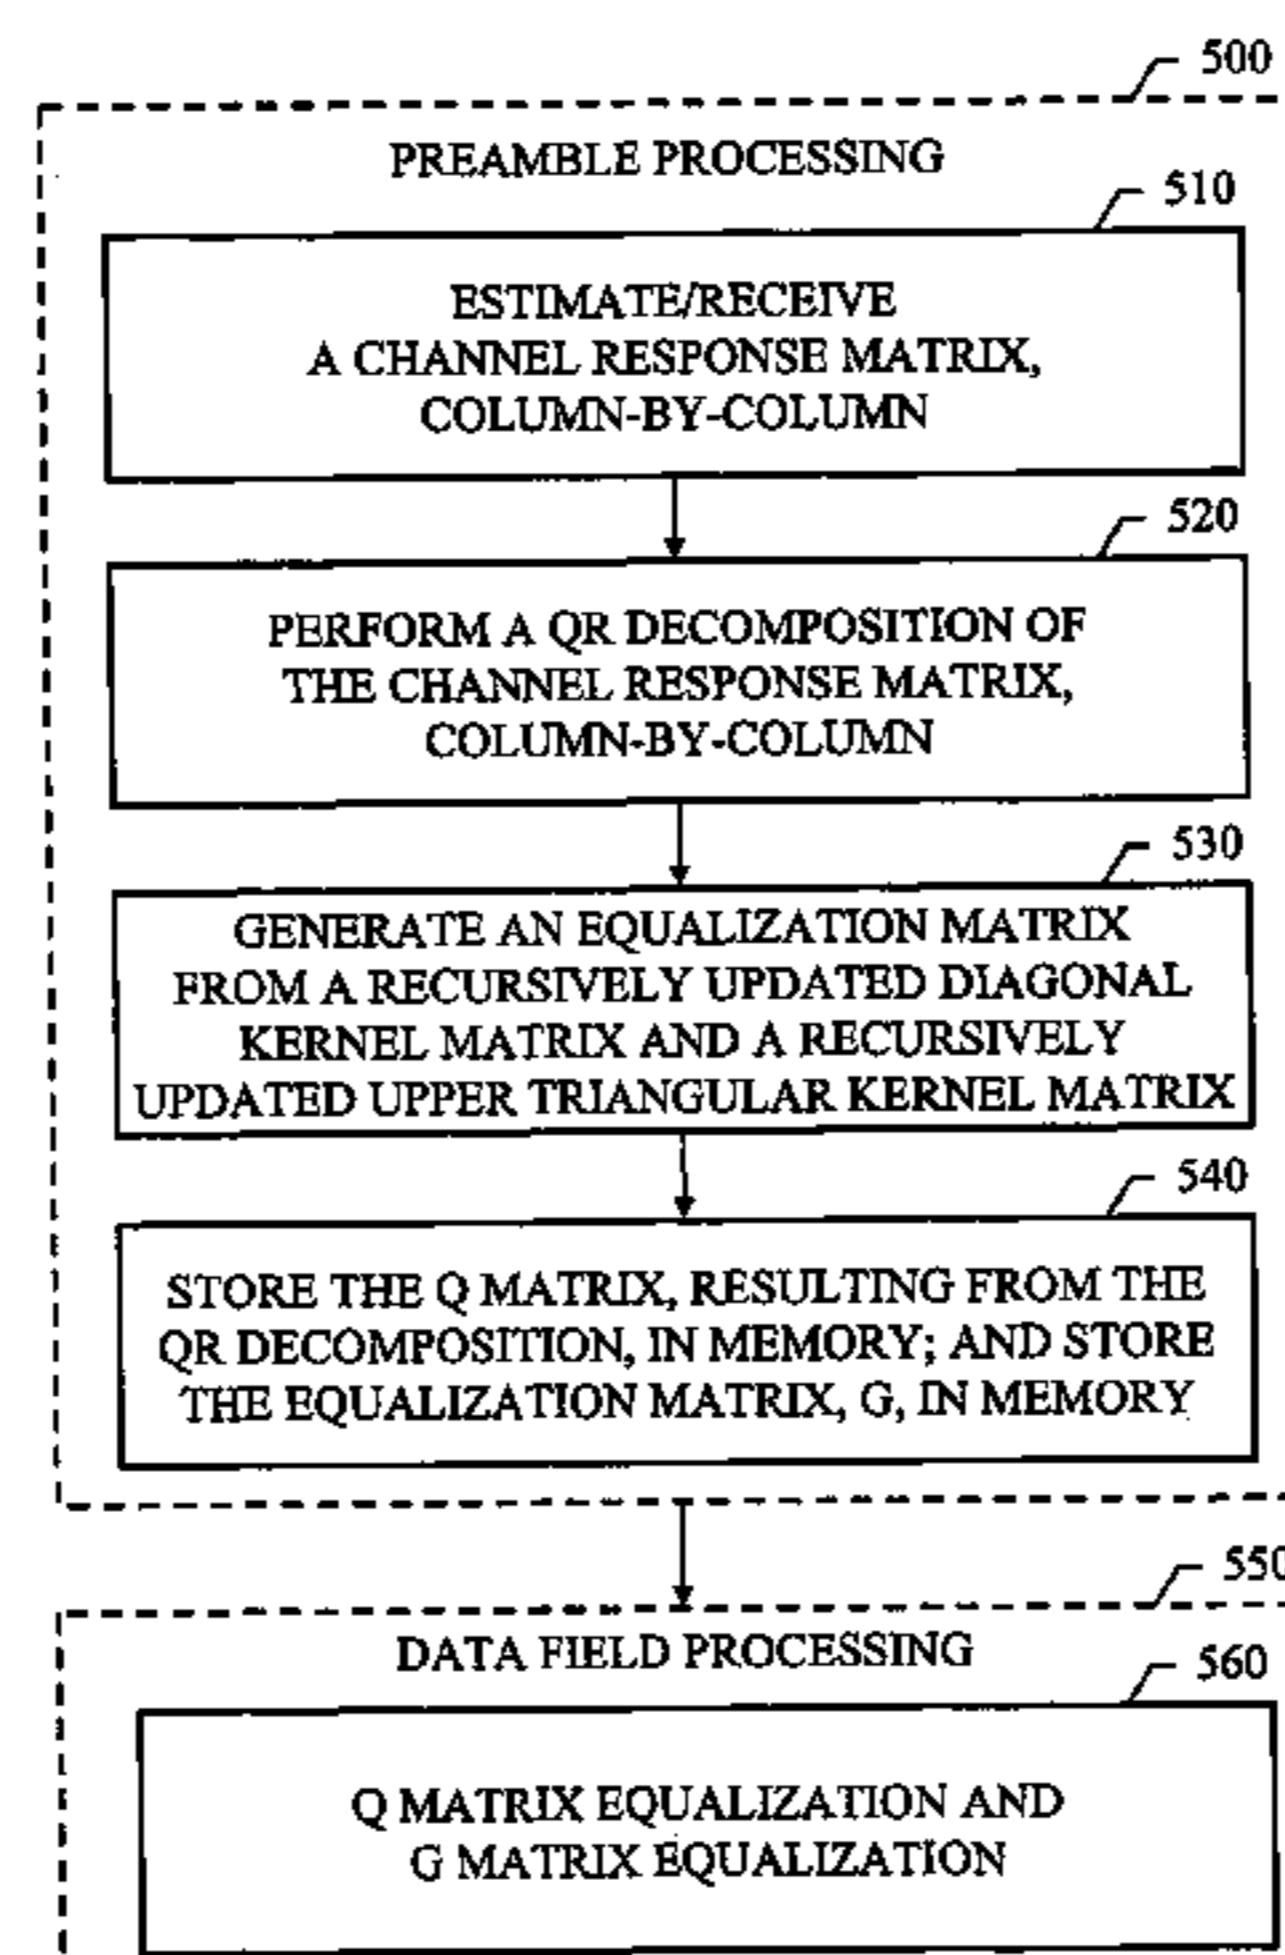 500
PREAMBLE PROCESSING
510
ESTIMATE/RECEIVE
A CHANNEL RESPONSE MATRIX,
COLUMN-BY-COLUMN
520
PERFORM A QR DECOMPOSITION OF
THE CHANNEL RESPONSE MATRIX,
COLUMN-BY-COLUMN
530
GENERATE AN EQUALIZATION MATRIX
FROM A RECURSIVELY UPDATED DIAGONAL
KERNEL MATRIX AND A RECURSIVELY
UPDATED UPPER TRIANGULAR KERNEL MATRIX
540
STORE THE Q MATRIX, RESULTING FROM THE
QR DECOMPOSITION, IN MEMORY; AND STORE
THE EQUALIZATION MATRIX, G, IN MEMORY
550
DATA FIELD PROCESSING
560
Q MATRIX EQUALIZATION AND
G MATRIX EQUALIZATION